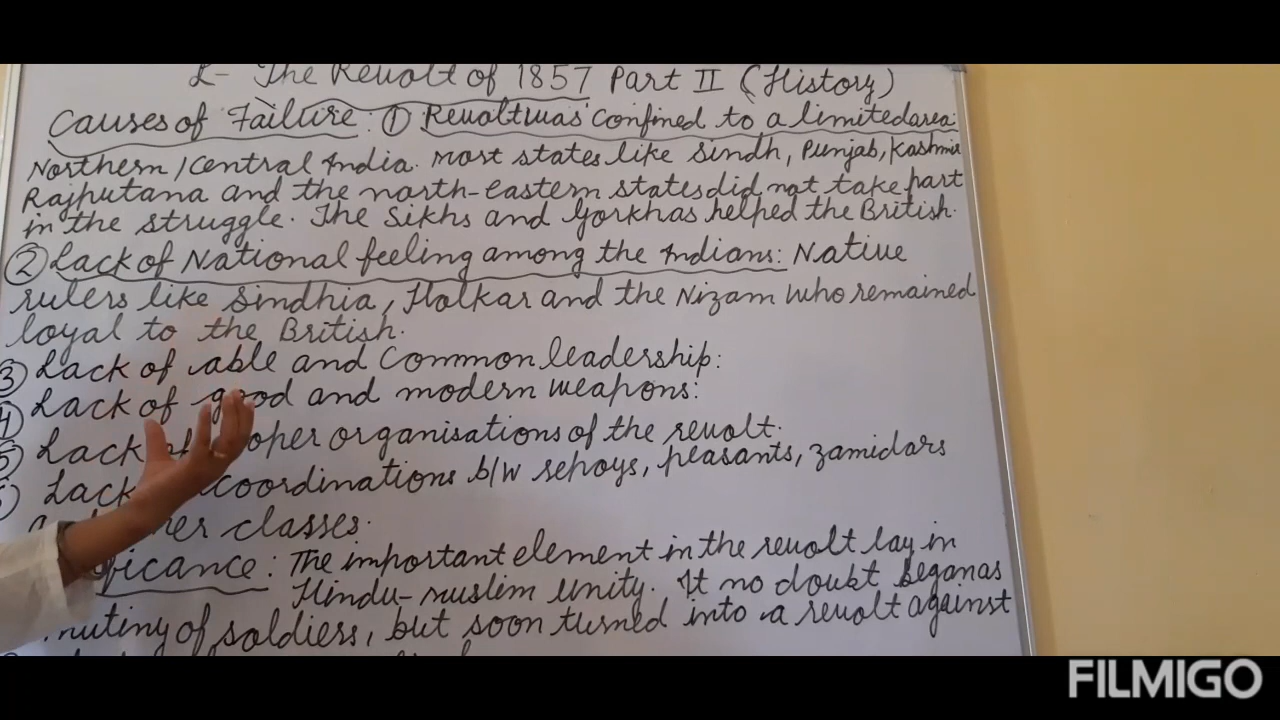 L- The Revolt of 1857 Part II (History)
Causes of Failure: ① Revolt was confined to a limited area:
Northern/Central India. Most states like Sindh, Punjab, Kashmir
Rajputana and the north-eastern states did not take part
in the struggle. The Sikhs and Gorkhas helped the British.
② Lack of National feeling among the Indians: Native
rulers like Sindhia, Holkar and the Nizam who remained
loyal to the British.
③ Lack of able and Common leadership:
④ Lack of good and modern weapons:
⑤ Lack of organisations of the revolt.
Lack coordinations b/w sepoys, peasants, zamidars
classes.
: The important element in the revolt lay in
Hindu-Muslim Unity. It no doubt began as
mutiny of soldiers, but soon turned into a revolt against
FILMIGO